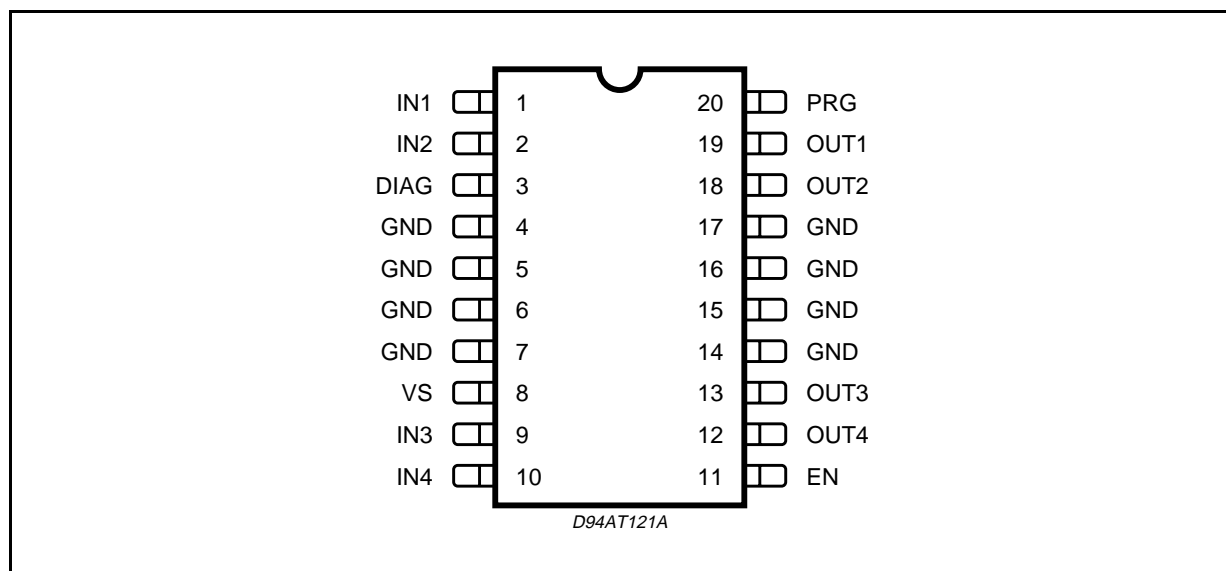 IN1 1 20 PRG
IN2 2 19 OUT1
DIAG 3 18 OUT2
GND 4 17 GND
GND 5 16 GND
GND 6 15 GND
GND 7 14 GND
VS 8 13 OUT3
IN3 9 12 OUT4
IN4 10 11 EN
D94AT121A